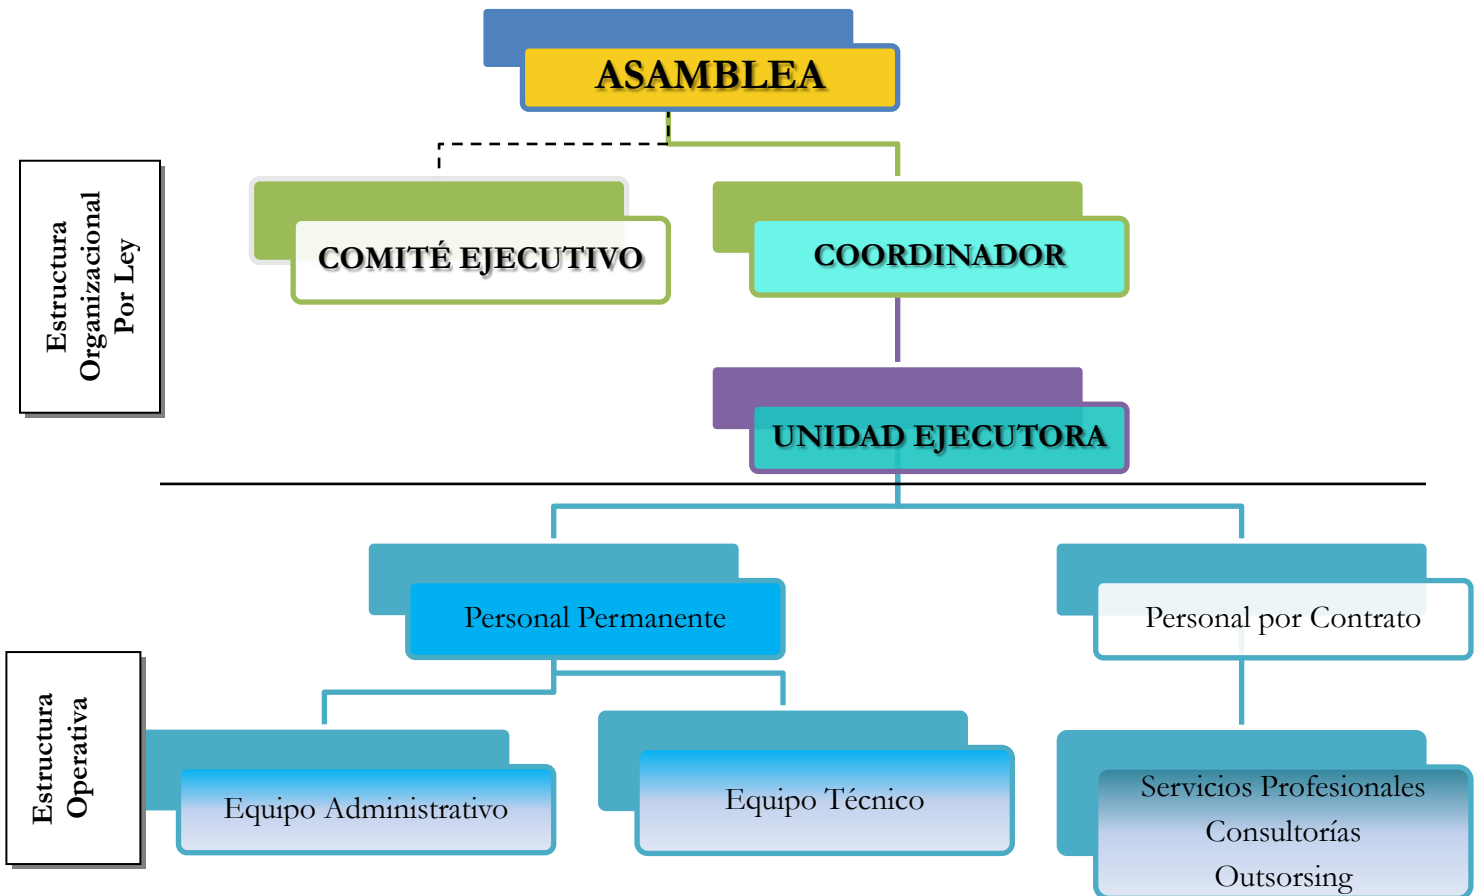 ASAMBLEA
Estructura
Organizacional
Por Ley
COMITÉ EJECUTIVO
COORDINADOR
UNIDAD EJECUTORA
Estructura
Operativa
Personal Permanente
Personal por Contrato
Equipo Administrativo
Equipo Técnico
Servicios Profesionales
Consultorías
Outsorsing